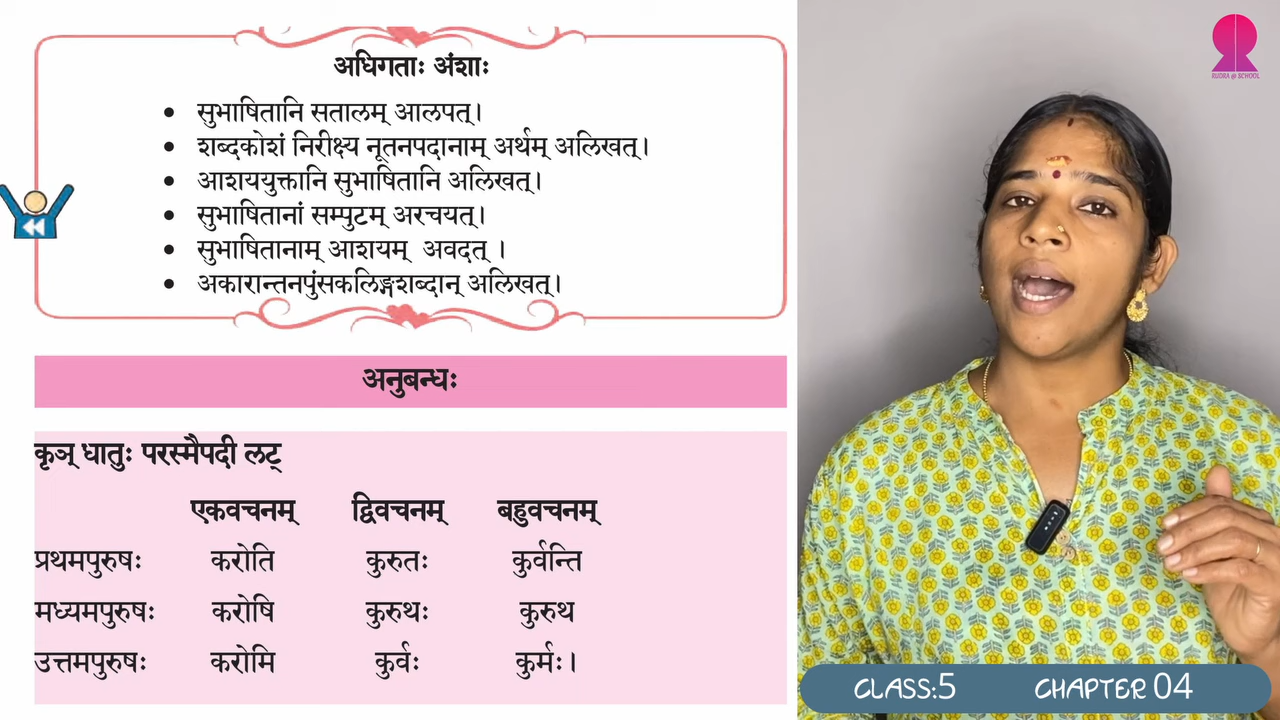 अधिगताः अंशाः
• सुभाषितानि सतालम् आलपत्।
• शब्दकोशं निरीक्ष्य नूतनपदानाम् अर्थम् अलिखत्।
• आशययुक्तानि सुभाषितानि अलिखत्।
• सुभाषितानां सम्पुटम् अरचयत्।
• सुभाषितानाम् आशयम् अवदत् ।
• अकारान्तनपुंसकलिङ्गशब्दान् अलिखत्।
अनुबन्धः
कृञ् धातुः परस्मैपदी लट्
एकवचनम् द्विवचनम् बहुवचनम्
प्रथमपुरुषः करोति कुरुतः कुर्वन्ति
मध्यमपुरुषः करोषि कुरुथः कुरुथ
उत्तमपुरुषः करोमि कुर्वः कुर्मः।
RUDRA @ SCHOOL
CLASS:5 CHAPTER 04